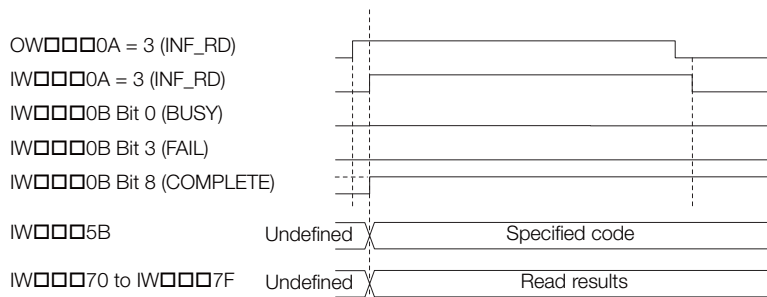 OW□□□0A = 3 (INF_RD)
IW□□□0A = 3 (INF_RD)
IW□□□0B Bit 0 (BUSY)
IW□□□0B Bit 3 (FAIL)
IW□□□0B Bit 8 (COMPLETE)
IW□□□5B Undefined Specified code
IW□□□70 to IW□□□7F Undefined Read results